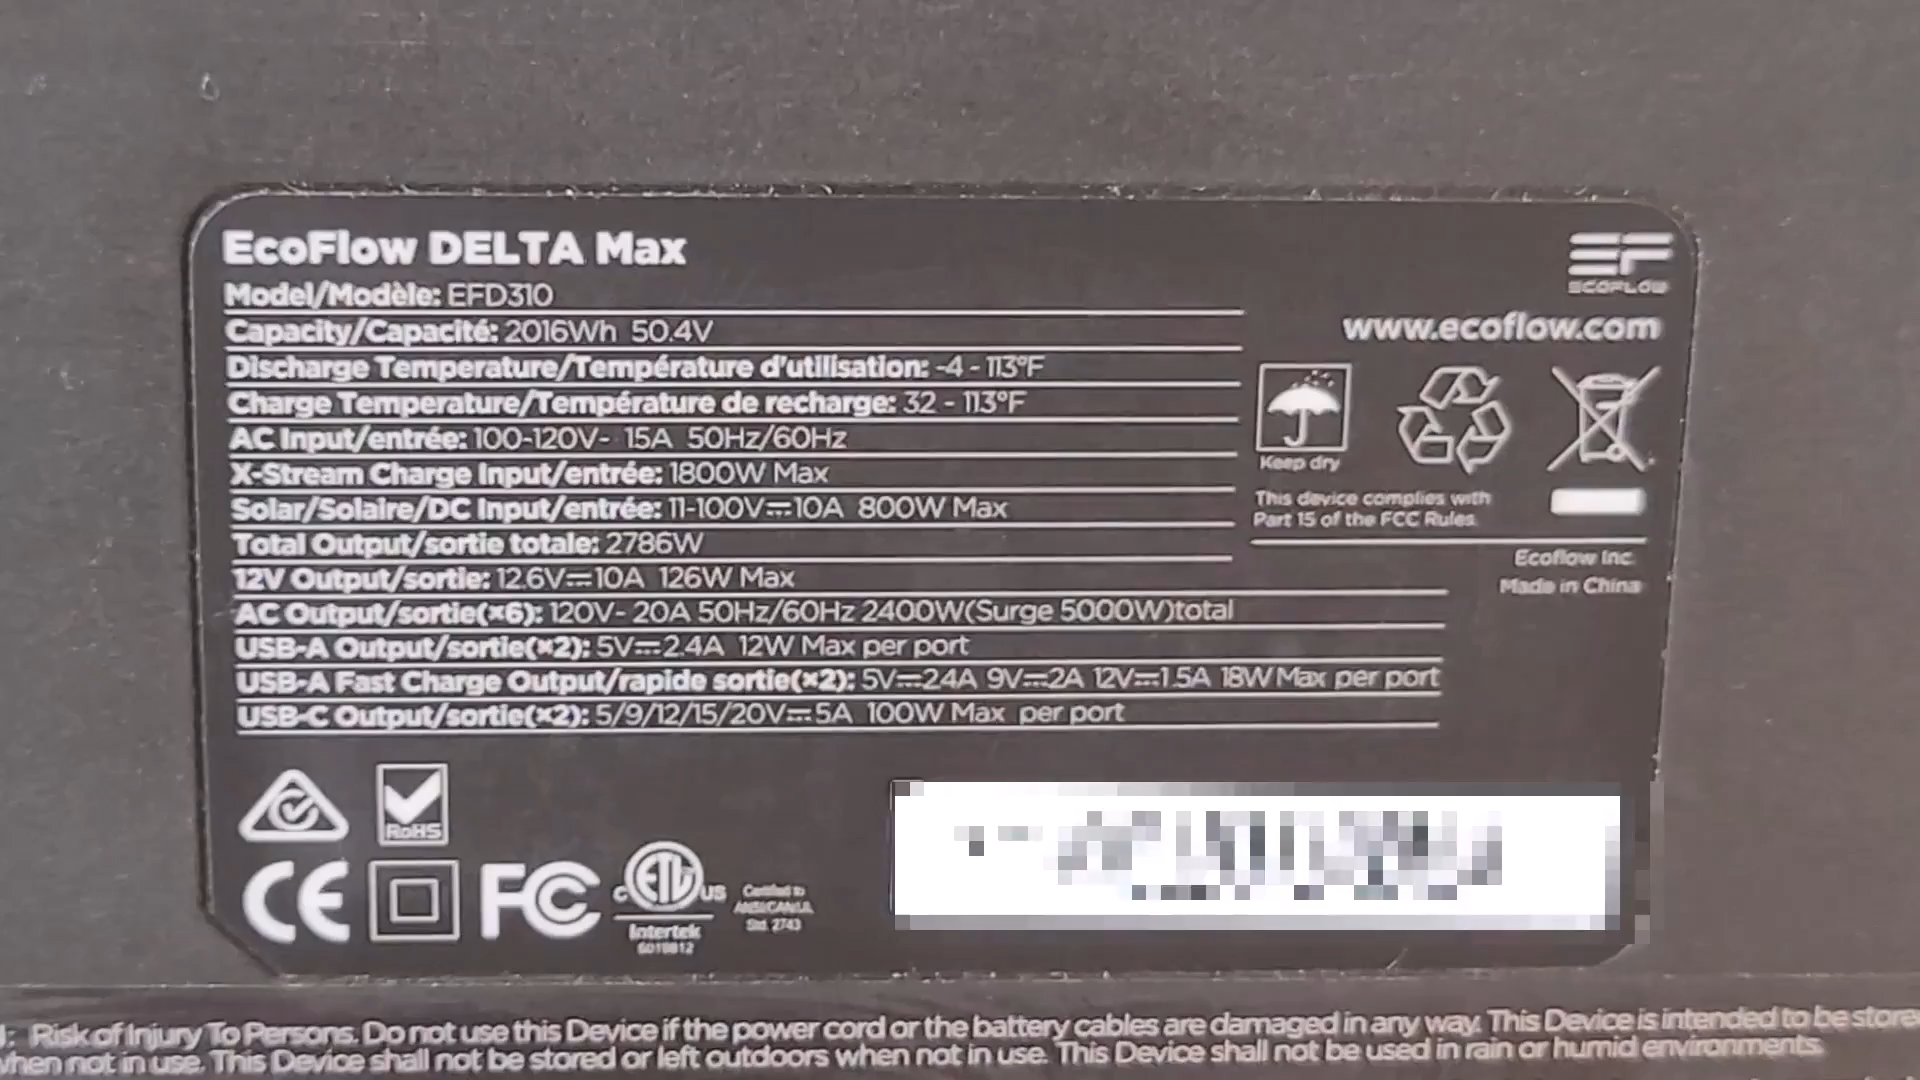 EcoFlow DELTA Max
Model/Modèle: EFD310
Capacity/Capacité: 2016Wh 50.4V
Discharge Temperature/Température d'utilisation: -4 - 113°F
Charge Temperature/Température de recharge: 32 - 113°F
AC Input/entrée: 100-120V~ 15A 50Hz/60Hz
X-Stream Charge Input/entrée: 1800W Max
Solar/Solaire/DC Input/entrée: 11-100V⎓10A 800W Max
Total Output/sortie totale: 2786W
12V Output/sortie: 12.6V⎓10A 126W Max
AC Output/sortie(×6): 120V~ 20A 50Hz/60Hz 2400W(Surge 5000W)total
USB-A Output/sortie(×2): 5V⎓2.4A 12W Max per port
USB-A Fast Charge Output/rapide sortie(×2): 5V⎓2.4A 9V⎓2A 12V⎓1.5A 18W Max per port
USB-C Output/sortie(×2): 5/9/12/15/20V⎓5A 100W Max per port
EF
ECOFLOW
www.ecoflow.com
Keep dry
This device complies with
Part 15 of the FCC Rules
Ecoflow Inc.
Made in China
RoHS
CE
FC
c ETL us
Intertek
5019812
Certified to
ANSI/CAN/UL
Std. 2743
Risk of Injury To Persons. Do not use this Device if the power cord or the battery cables are damaged in any way. This Device is intended to be store
when not in use. This Device shall not be stored or left outdoors when not in use. This Device shall not be used in rain or humid environments.